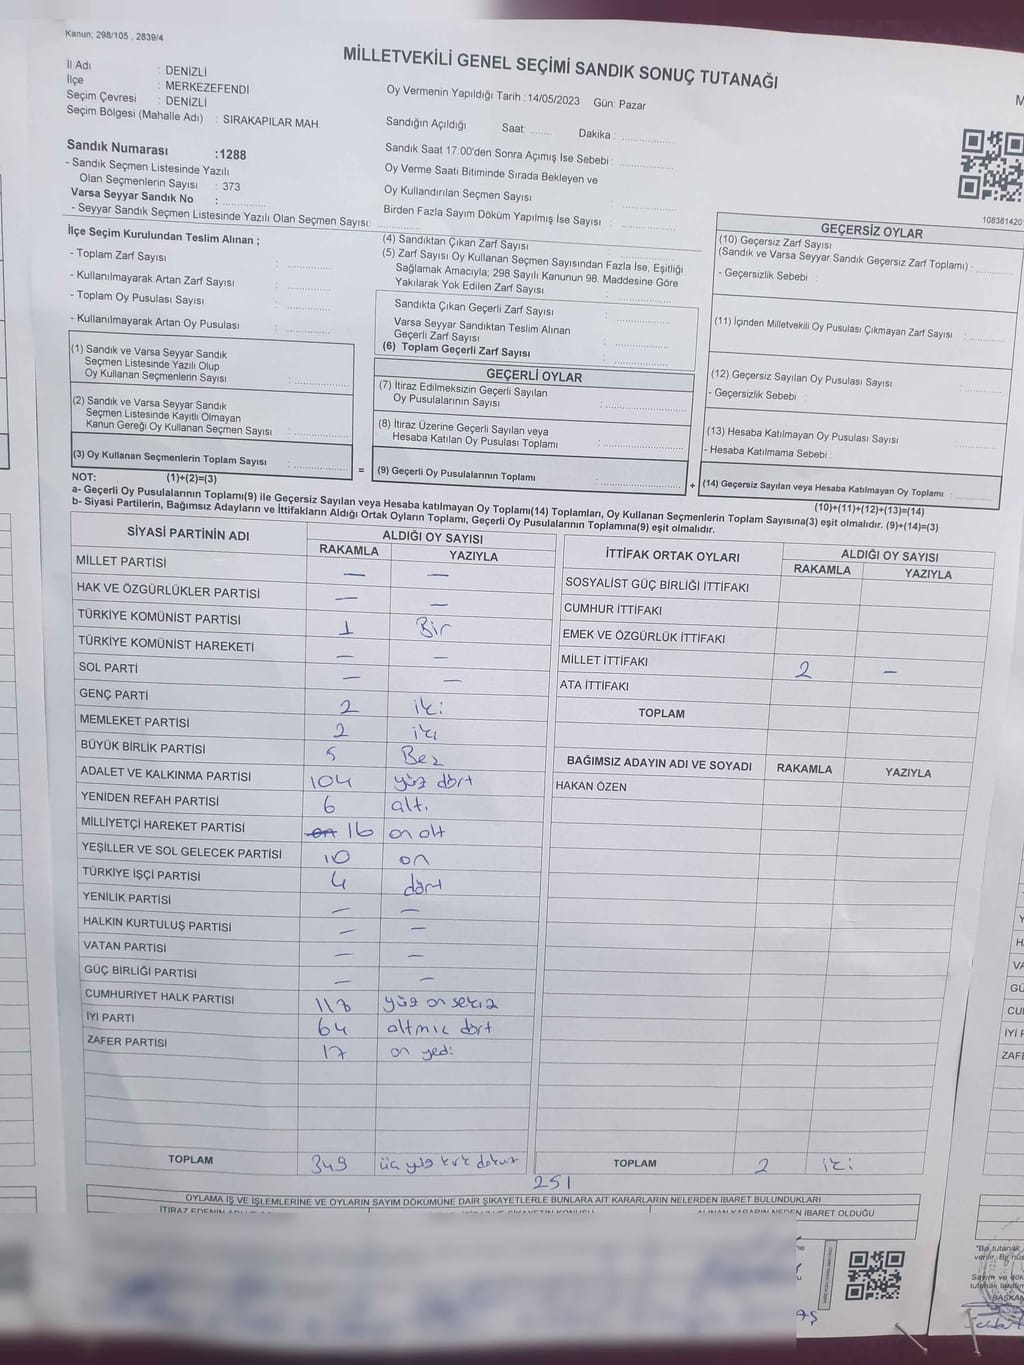 Kanun: 298/105 , 2839/4
MİLLETVEKİLİ GENEL SEÇİMİ SANDIK SONUÇ TUTANAĞI
İl Adı : DENİZLİ
İlçe : MERKEZEFENDİ
Seçim Çevresi : DENİZLİ
Seçim Bölgesi (Mahalle Adı) : SIRAKAPILAR MAH
Oy Vermenin Yapıldığı Tarih : 14/05/2023 Gün: Pazar
Sandığın Açıldığı Saat: ........ Dakika : ................
Sandık Saat 17:00'den Sonra Açımış İse Sebebi : ................
Oy Verme Saati Bitiminde Sırada Bekleyen ve
Oy Kullandırılan Seçmen Sayısı : ................
Birden Fazla Sayım Döküm Yapılmış İse Sayısı : ................
Sandık Numarası :1288
- Sandık Seçmen Listesinde Yazılı
Olan Seçmenlerin Sayısı : 373
Varsa Seyyar Sandık No : ............
- Seyyar Sandık Seçmen Listesinde Yazılı Olan Seçmen Sayısı: ................
108381420
İlçe Seçim Kurulundan Teslim Alınan ;
- Toplam Zarf Sayısı : ............
- Kullanılmayarak Artan Zarf Sayısı : ............
- Toplam Oy Pusulası Sayısı : ............
- Kullanılmayarak Artan Oy Pusulası : ............
(1) Sandık ve Varsa Seyyar Sandık
Seçmen Listesinde Yazılı Olup
Oy Kullanan Seçmenlerin Sayısı : ................
(2) Sandık ve Varsa Seyyar Sandık
Seçmen Listesinde Kayıtlı Olmayan
Kanun Gereği Oy Kullanan Seçmen Sayısı : ................
(3) Oy Kullanan Seçmenlerin Toplam Sayısı : ................
(4) Sandıktan Çıkan Zarf Sayısı : ................
(5) Zarf Sayısı Oy Kullanan Seçmen Sayısından Fazla İse, Eşitliği
Sağlamak Amacıyla; 298 Sayılı Kanunun 98. Maddesine Göre
Yakılarak Yok Edilen Zarf Sayısı : ................
Sandıkta Çıkan Geçerli Zarf Sayısı : ................
Varsa Seyyar Sandıktan Teslim Alınan
Geçerli Zarf Sayısı : ................
(6) Toplam Geçerli Zarf Sayısı : ................
GEÇERLİ OYLAR
(7) İtiraz Edilmeksizin Geçerli Sayılan
Oy Pusulalarının Sayısı : ................
(8) İtiraz Üzerine Geçerli Sayılan veya
Hesaba Katılan Oy Pusulası Toplamı : ................
= (9) Geçerli Oy Pusulalarının Toplamı : ................
GEÇERSİZ OYLAR
(10) Geçersiz Zarf Sayısı
(Sandık ve Varsa Seyyar Sandık Geçersiz Zarf Toplamı) : ............
- Geçersizlik Sebebi :
(11) İçinden Milletvekili Oy Pusulası Çıkmayan Zarf Sayısı : ............
(12) Geçersiz Sayılan Oy Pusulası Sayısı : ............
- Geçersizlik Sebebi :
(13) Hesaba Katılmayan Oy Pusulası Sayısı : ............
- Hesaba Katılmama Sebebi :
+ (14) Geçersiz Sayılan veya Hesaba Katılmayan Oy Toplamı : ............
NOT: (1)+(2)=(3)
(10)+(11)+(12)+(13)=(14)
a- Geçerli Oy Pusulalarının Toplamı(9) ile Geçersiz Sayılan veya Hesaba katılmayan Oy Toplamı(14) Toplamları, Oy Kullanan Seçmenlerin Toplam Sayısına(3) eşit olmalıdır. (9)+(14)=(3)
b- Siyasi Partilerin, Bağımsız Adayların ve İttifakların Aldığı Ortak Oyların Toplamı, Geçerli Oy Pusulalarının Toplamına(9) eşit olmalıdır.
SİYASİ PARTİNİN ADI ALDIĞI OY SAYISI
RAKAMLA YAZIYLA
MİLLET PARTİSİ — —
HAK VE ÖZGÜRLÜKLER PARTİSİ — —
TÜRKİYE KOMÜNİST PARTİSİ 1 Bir
TÜRKİYE KOMÜNİST HAREKETİ — —
SOL PARTİ — —
GENÇ PARTİ 2 iki
MEMLEKET PARTİSİ 2 iki
BÜYÜK BİRLİK PARTİSİ 5 Beş
ADALET VE KALKINMA PARTİSİ 104 yüz dört
YENİDEN REFAH PARTİSİ 6 altı
MİLLİYETÇİ HAREKET PARTİSİ on 16 on altı
YEŞİLLER VE SOL GELECEK PARTİSİ 10 on
TÜRKİYE İŞÇİ PARTİSİ 4 dört
YENİLİK PARTİSİ — —
HALKIN KURTULUŞ PARTİSİ — —
VATAN PARTİSİ — —
GÜÇ BİRLİĞİ PARTİSİ — —
CUMHURİYET HALK PARTİSİ 118 yüz on sekiz
İYİ PARTİ 64 altmış dört
ZAFER PARTİSİ 17 on yedi
TOPLAM 349 üç yüz kırk dokuz
İTTİFAK ORTAK OYLARI ALDIĞI OY SAYISI
RAKAMLA YAZIYLA
SOSYALİST GÜÇ BİRLİĞİ İTTİFAKI
CUMHUR İTTİFAKI
EMEK VE ÖZGÜRLÜK İTTİFAKI
MİLLET İTTİFAKI 2 —
ATA İTTİFAKI
TOPLAM
BAĞIMSIZ ADAYIN ADI VE SOYADI RAKAMLA YAZIYLA
HAKAN ÖZEN
TOPLAM 2 iki
251
OYLAMA İŞ VE İŞLEMLERİNE VE OYLARIN SAYIM DÖKÜMÜNE DAİR ŞİKAYETLERLE BUNLARA AİT KARARLARIN NELERDEN İBARET BULUNDUKLARI
ALINAN KARARIN NEDEN İBARET OLDUĞU